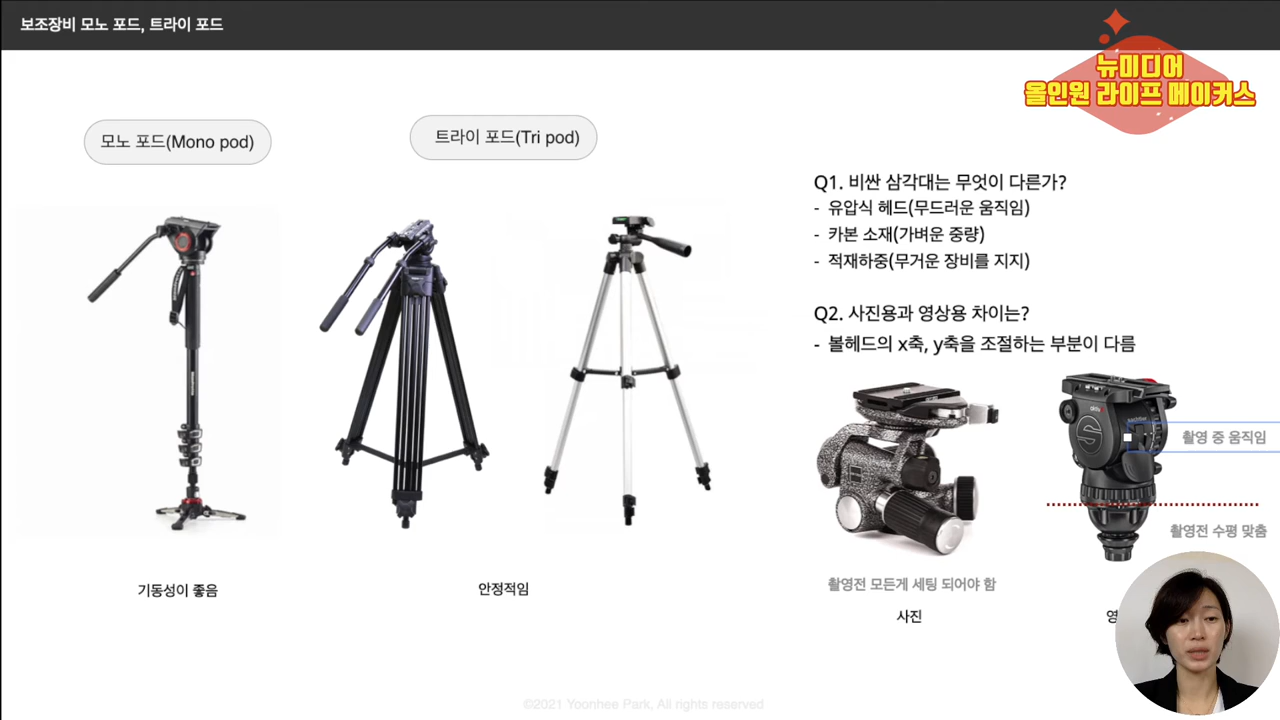 보조장비 모노 포드, 트라이 포드
뉴미디어
올인원 라이프 메이커스
모노 포드(Mono pod)
트라이 포드(Tri pod)
기동성이 좋음
안정적임
Q1. 비싼 삼각대는 무엇이 다른가?
- 유압식 헤드(무드러운 움직임)
- 카본 소재(가벼운 중량)
- 적재하중(무거운 장비를 지지)
Q2. 사진용과 영상용 차이는?
- 볼헤드의 x축, y축을 조절하는 부분이 다름
촬영 중 움직임
촬영전 수평 맞춤
촬영전 모든게 세팅 되어야 함
사진
영
©2021 Yoonhee Park. All rights reserved